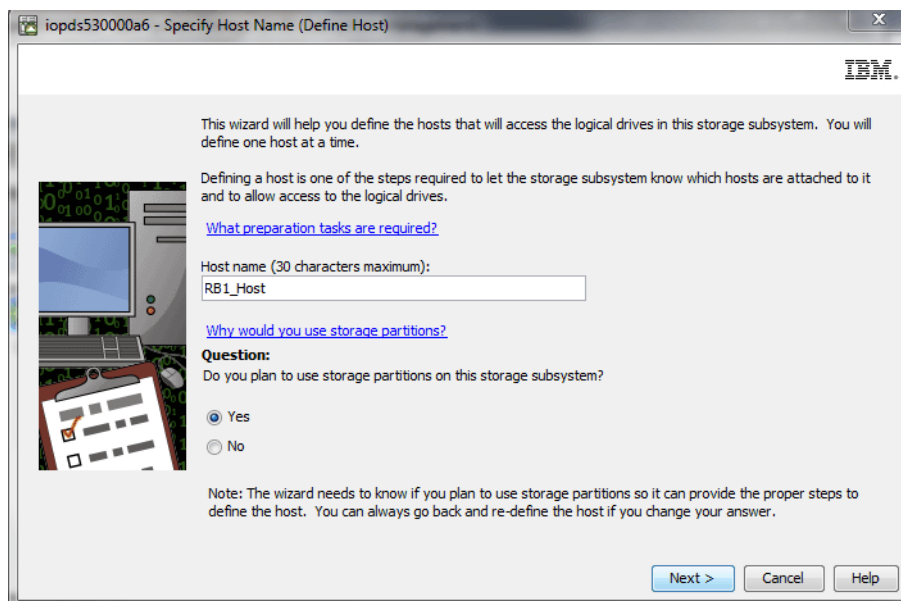 iopds530000a6 - Specify Host Name (Define Host)
IBM.
This wizard will help you define the hosts that will access the logical drives in this storage subsystem. You will
define one host at a time.
Defining a host is one of the steps required to let the storage subsystem know which hosts are attached to it
and to allow access to the logical drives.
What preparation tasks are required?
Host name (30 characters maximum):
RB1_Host
Why would you use storage partitions?
Question:
Do you plan to use storage partitions on this storage subsystem?
Yes
No
Note: The wizard needs to know if you plan to use storage partitions so it can provide the proper steps to
define the host. You can always go back and re-define the host if you change your answer.
Next >
Cancel
Help